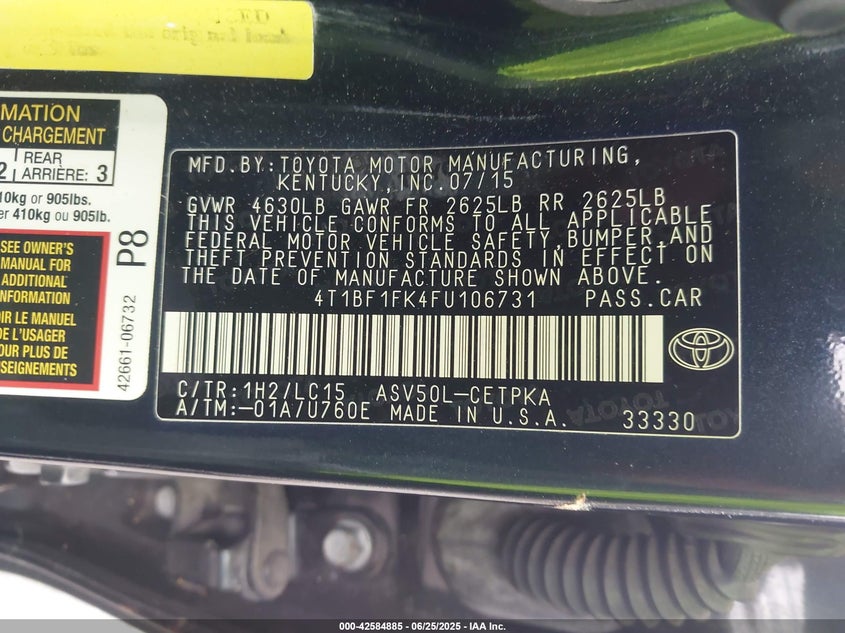 MATION
CHARGEMENT
2 REAR ARRIÈRE: 3
10kg or 905lbs.
er 410kg ou 905lb.
SEE OWNER'S
MANUAL FOR
ADDITIONAL
INFORMATION
IR LE MANUEL
DE L'USAGER
POUR PLUS DE
NSEIGNEMENTS
P8
42661-06732
MFD.BY:TOYOTA MOTOR MANUFACTURING,
KENTUCKY,INC.07/15
GVWR 4630LB GAWR FR 2625LB RR 2625LB
THIS VEHICLE CONFORMS TO ALL APPLICABLE
FEDERAL MOTOR VEHICLE SAFETY,BUMPER,AND
THEFT PREVENTION STANDARDS IN EFFECT ON
THE DATE OF MANUFACTURE SHOWN ABOVE.
4T1BF1FK4FU106731 PASS.CAR
C/TR:1H2/LC15 ASV50L-CETPKA
A/TM:-01A/U760E MADE IN U.S.A. 33330
000-42584885 - 06/25/2025 - IAA Inc.